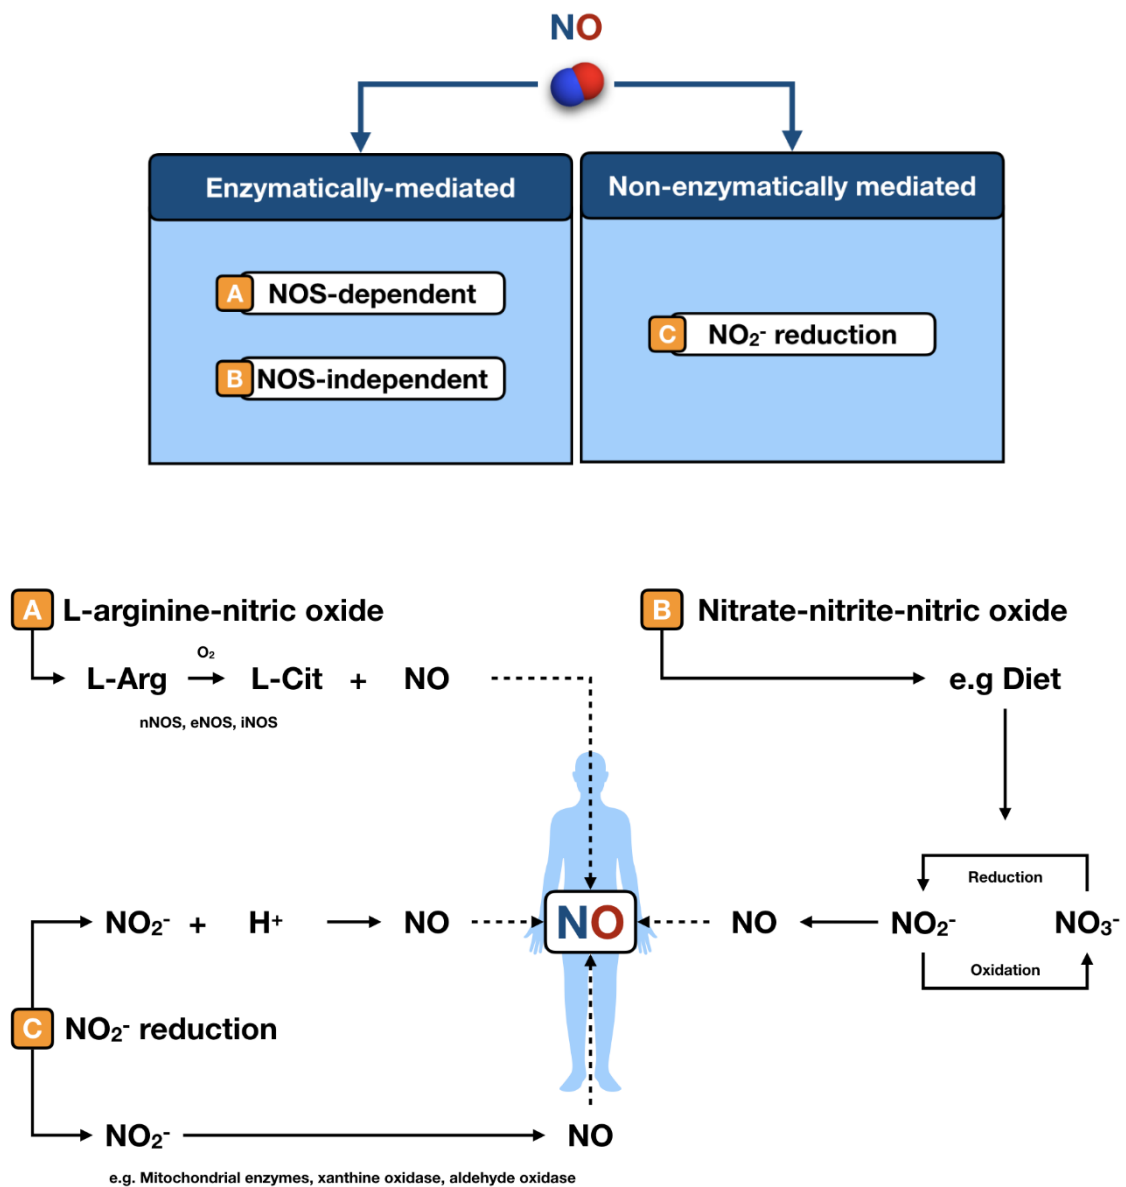 NO
Enzymatically-mediated
Non-enzymatically mediated
A NOS-dependent
B NOS-independent
C NO₂⁻ reduction
A L-arginine-nitric oxide
L-Arg O₂ L-Cit + NO
nNOS, eNOS, iNOS
B Nitrate-nitrite-nitric oxide
e.g Diet
Reduction
NO₂⁻ + H⁺ NO
NO
NO NO₂⁻ NO₃⁻
Oxidation
C NO₂⁻ reduction
NO₂⁻ NO
e.g. Mitochondrial enzymes, xanthine oxidase, aldehyde oxidase